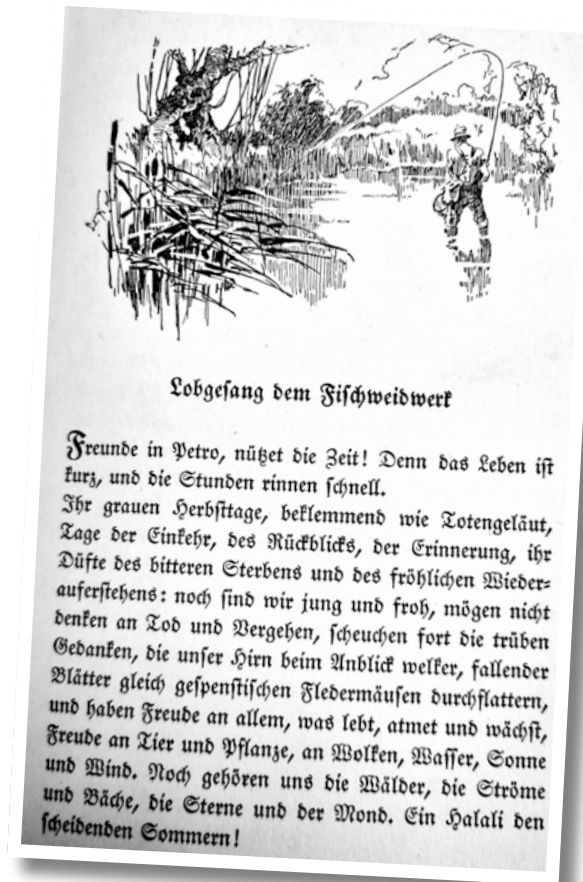 Lobgesang dem Fischweidwerk
Freunde in Petro, nützet die Zeit! Denn das Leben ist
kurz, und die Stunden rinnen schnell.
Ihr grauen Herbsttage, beklemmend wie Totengeläut,
Tage der Einkehr, des Rückblicks, der Erinnerung, ihr
Düfte des bitteren Sterbens und des fröhlichen Wieder-
auferstehens: noch sind wir jung und froh, mögen nicht
denken an Tod und Vergehen, scheuchen fort die trüben
Gedanken, die unser Hirn beim Anblick welker, fallender
Blätter gleich gespenstischen Fledermäusen durchflattern,
und haben Freude an allem, was lebt, atmet und wächst,
Freude an Tier und Pflanze, an Wolken, Wasser, Sonne
und Wind. Noch gehören uns die Wälder, die Ströme
und Bäche, die Sterne und der Mond. Ein Halali den
scheidenden Sommern!